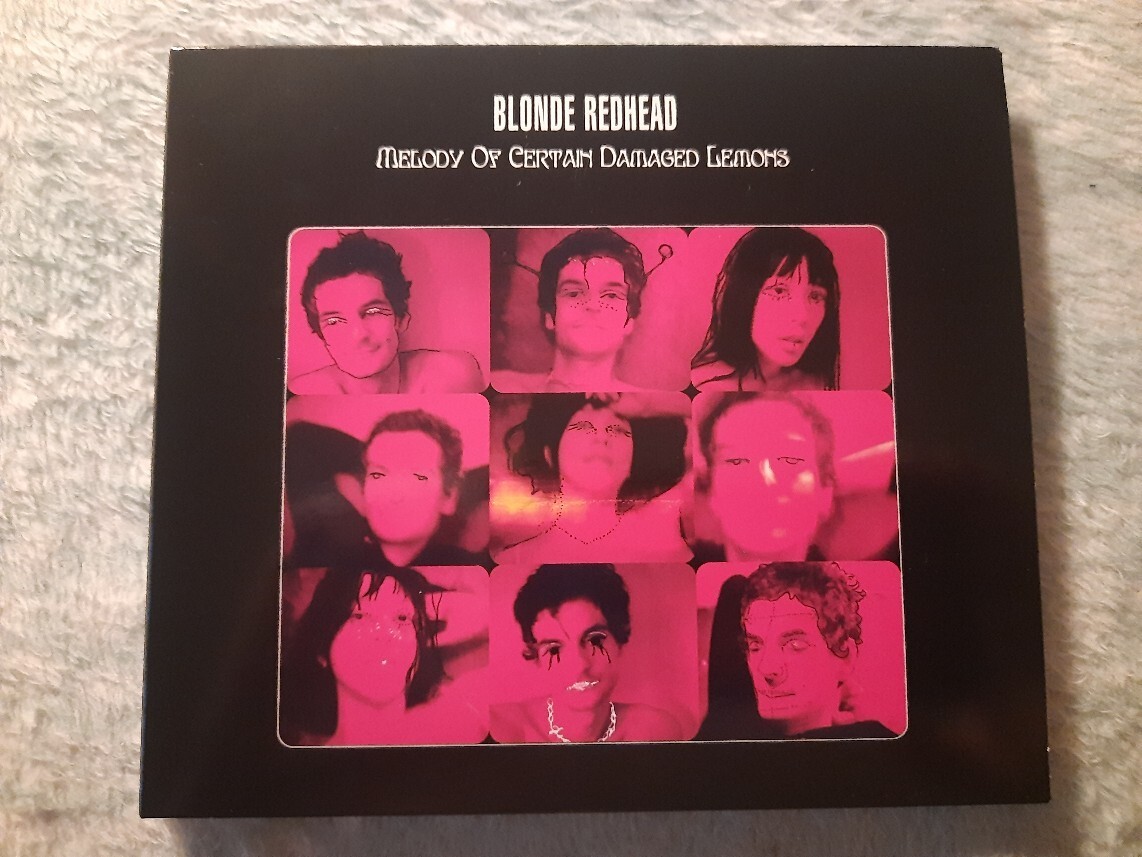 BLONDE REDHEAD
MELODY OF CERTAIN DAMAGED LEMONS